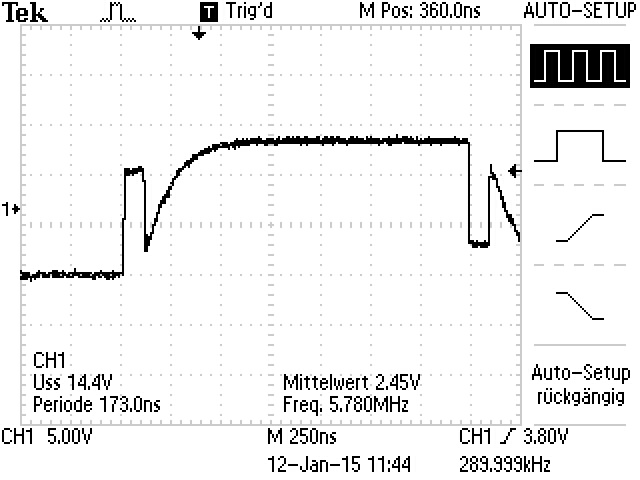 Tek T Trig'd M Pos: 360.0ns AUTO-SETUP
1
CH1
Uss 14.4V Mittelwert 2.45V
Periode 173.0ns Freq. 5.780MHz
Auto-Setup
rückgängig
CH1 5.00V M 250ns CH1 3.80V
12-Jan-15 11:44 289.999kHz